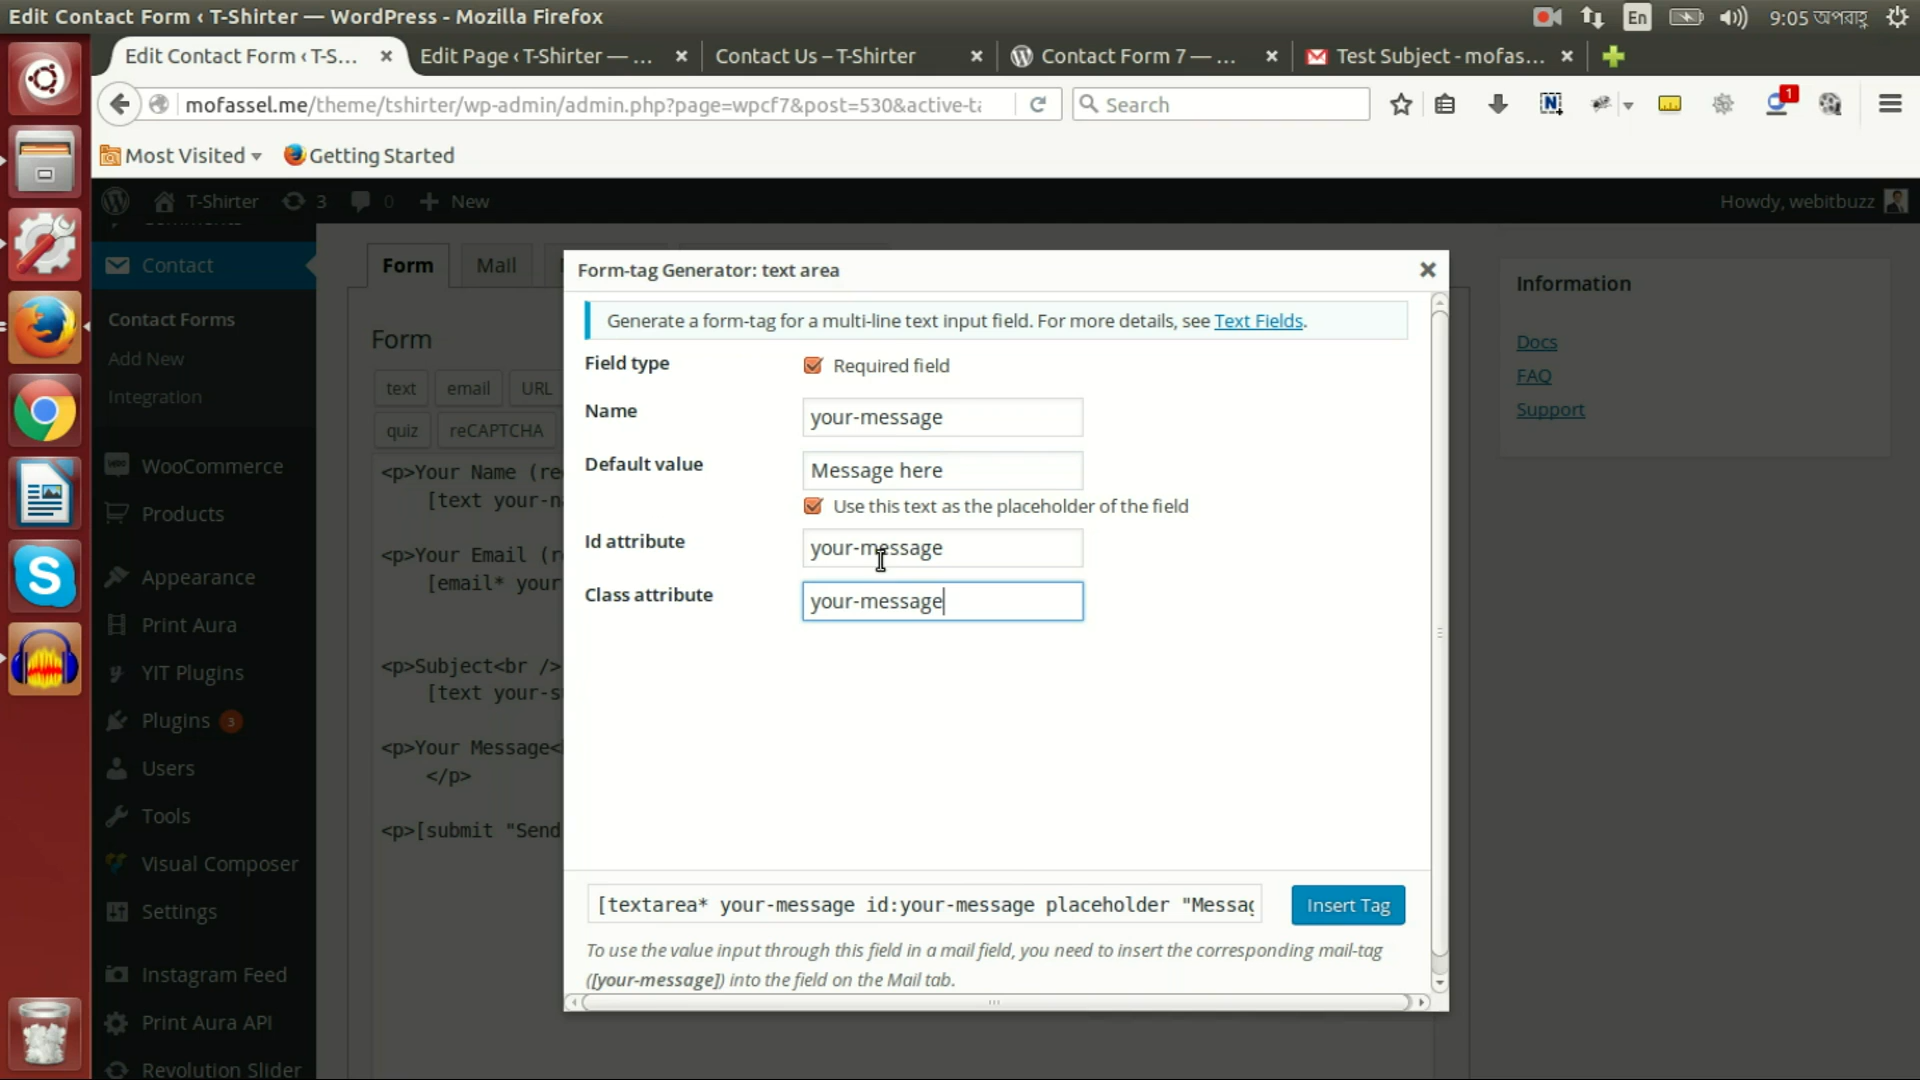 Edit Contact Form ‹ T-Shirter — WordPress - Mozilla Firefox
En
9:05 অপরাহ্ণ
Edit Contact Form ‹ T-S...
Edit Page ‹ T-Shirter — ...
Contact Us – T-Shirter
Contact Form 7 — ...
Test Subject - mofas...
mofassel.me/theme/tshirter/wp-admin/admin.php?page=wpcf7&post=530&active-ta
Search
1
Most Visited
Getting Started
T-Shirter
3
0
New
Howdy, webitbuzz
Comments
Contact
Contact Forms
Add New
Integration
WooCommerce
Products
Appearance
Print Aura
YIT Plugins
Plugins 3
Users
Tools
Visual Composer
Settings
Instagram Feed
Print Aura API
Revolution Slider
Form
Mail
Form
text
email
URL
quiz
reCAPTCHA
<p>Your Name (re
[text your-n
<p>Your Email (r
[email* your
<p>Subject<br />
[text your-s
<p>Your Message<
</p>
<p>[submit "Send
Form-tag Generator: text area
Generate a form-tag for a multi-line text input field. For more details, see Text Fields.
Field type
Required field
Name
your-message
Default value
Message here
Use this text as the placeholder of the field
Id attribute
your-message
Class attribute
your-message
[textarea* your-message id:your-message placeholder "Messag
Insert Tag
To use the value input through this field in a mail field, you need to insert the corresponding mail-tag
([your-message]) into the field on the Mail tab.
Information
Docs
FAQ
Support